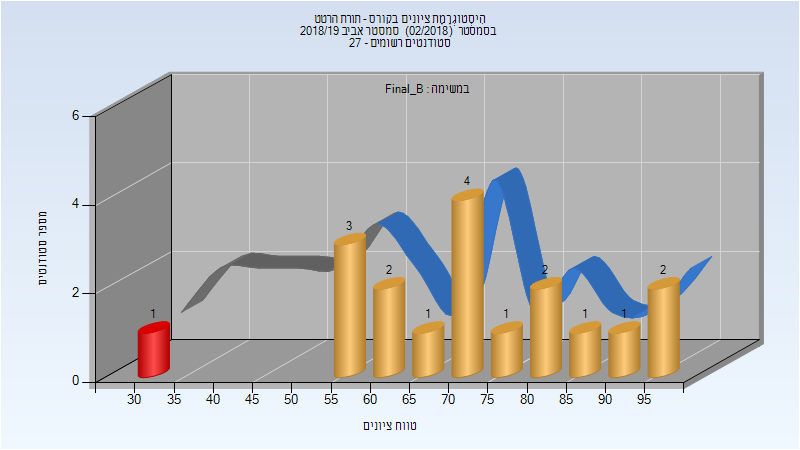 היסטוגרמת ציונים בקורס - תורת הרטט
בסמסטר (02/2018) סמסטר אביב 2018/19
סטודנטים רשומים - 27
במשימה : Final_B
מספר סטודנטים
6
4
2
0
1
3
2
1
4
1
2
1
1
2
30 35 40 45 50 55 60 65 70 75 80 85 90 95
טווח ציונים